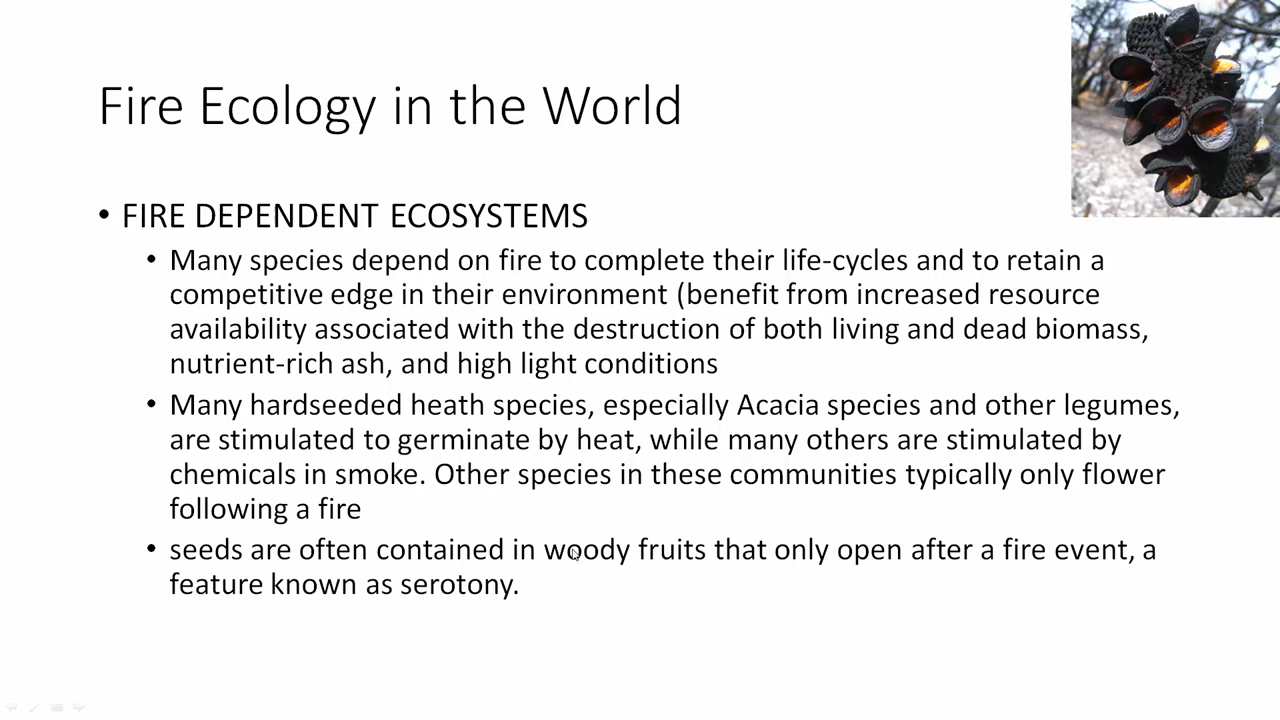 Fire Ecology in the World
• FIRE DEPENDENT ECOSYSTEMS
• Many species depend on fire to complete their life-cycles and to retain a
competitive edge in their environment (benefit from increased resource
availability associated with the destruction of both living and dead biomass,
nutrient-rich ash, and high light conditions
• Many hardseeded heath species, especially Acacia species and other legumes,
are stimulated to germinate by heat, while many others are stimulated by
chemicals in smoke. Other species in these communities typically only flower
following a fire
• seeds are often contained in woody fruits that only open after a fire event, a
feature known as serotony.